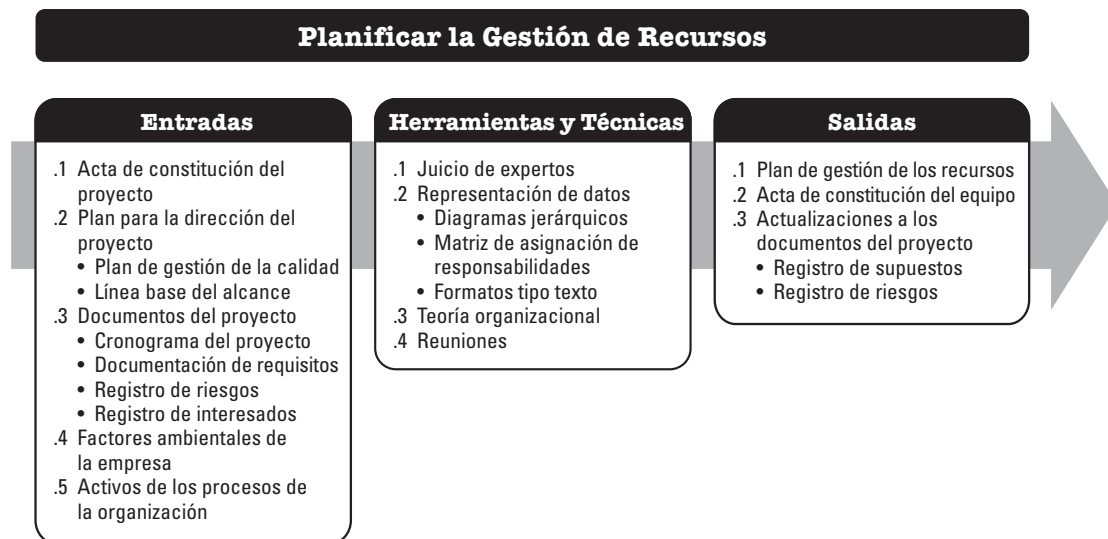 Planificar la Gestión de Recursos
Entradas
.1 Acta de constitución del
proyecto
.2 Plan para la dirección del
proyecto
• Plan de gestión de la calidad
• Línea base del alcance
.3 Documentos del proyecto
• Cronograma del proyecto
• Documentación de requisitos
• Registro de riesgos
• Registro de interesados
.4 Factores ambientales de
la empresa
.5 Activos de los procesos de
la organización
Herramientas y Técnicas
.1 Juicio de expertos
.2 Representación de datos
• Diagramas jerárquicos
• Matriz de asignación de
responsabilidades
• Formatos tipo texto
.3 Teoría organizacional
.4 Reuniones
Salidas
.1 Plan de gestión de los recursos
.2 Acta de constitución del equipo
.3 Actualizaciones a los
documentos del proyecto
• Registro de supuestos
• Registro de riesgos